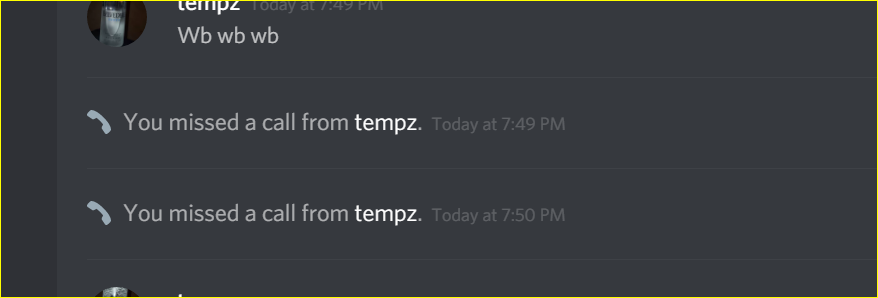 tempz Today at 7:49 PM
Wb wb wb
You missed a call from tempz. Today at 7:49 PM
You missed a call from tempz. Today at 7:50 PM